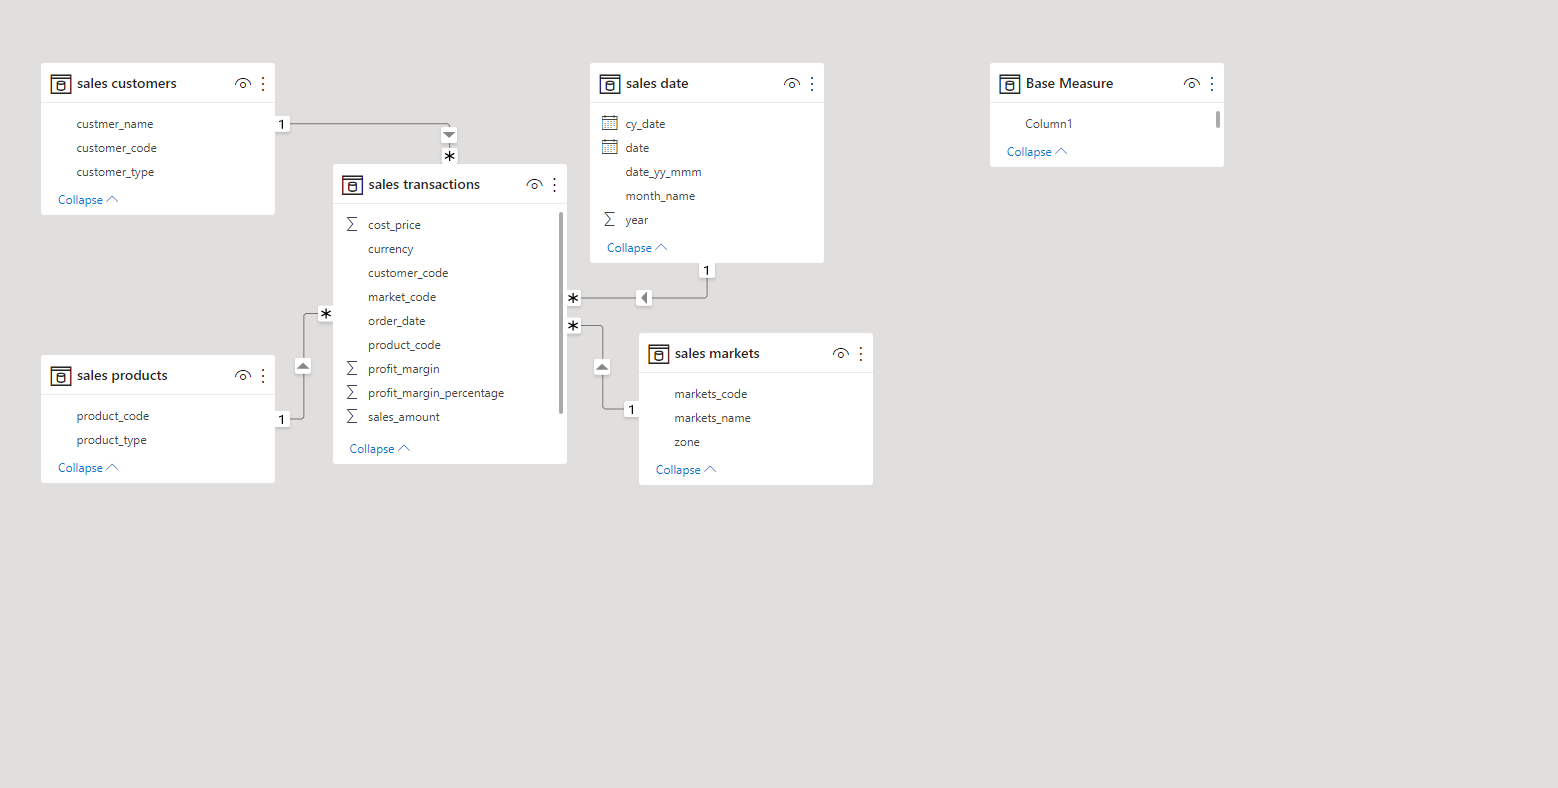 sales customers
custmer_name
customer_code
customer_type
Collapse
1
*
sales transactions
cost_price
currency
customer_code
market_code
order_date
product_code
profit_margin
profit_margin_percentage
sales_amount
Collapse
sales date
cy_date
date
date_yy_mmm
month_name
year
Collapse
1
*
Base Measure
Column1
Collapse
sales products
product_code
product_type
Collapse
1
*
sales markets
markets_code
markets_name
zone
Collapse
1
*